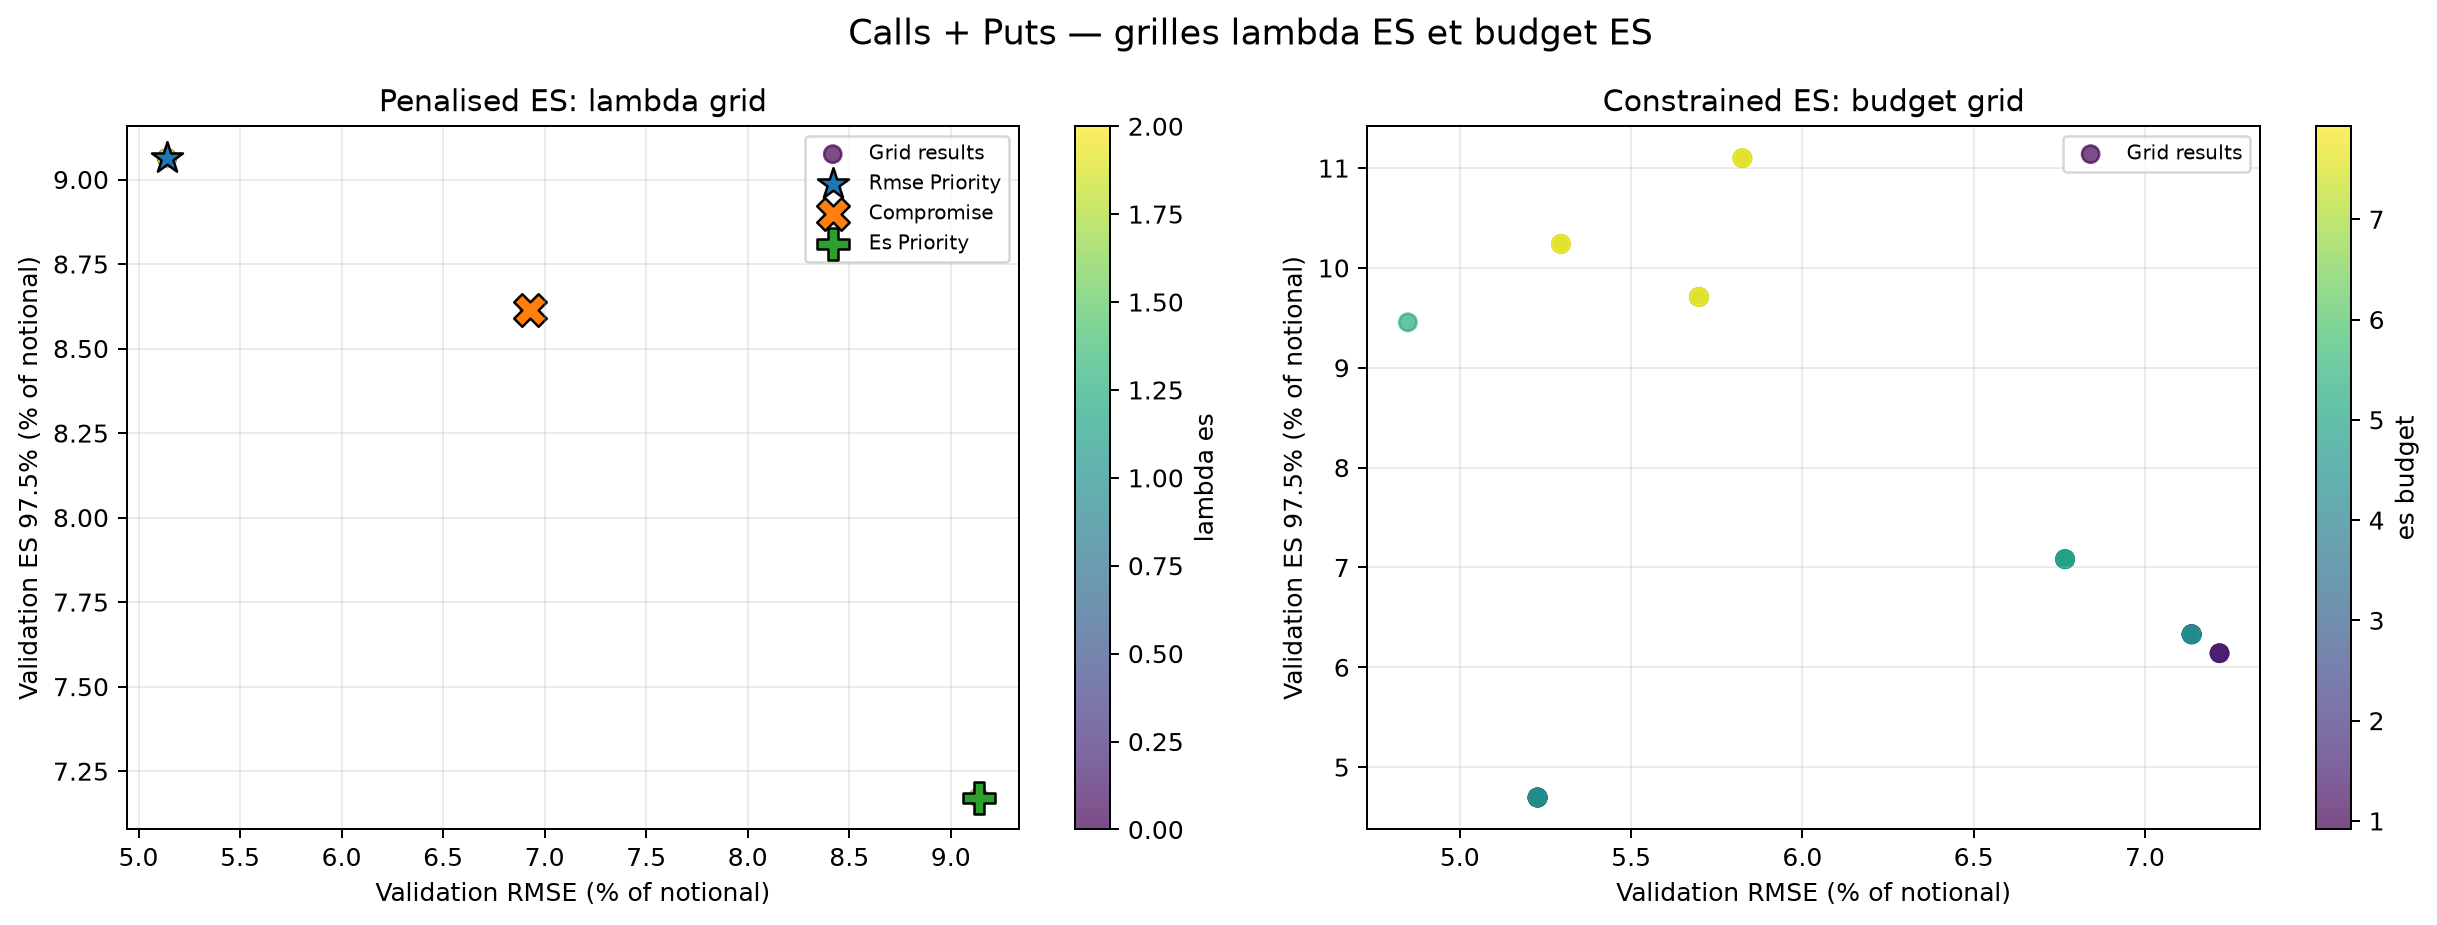 Calls + Puts — grilles lambda ES et budget ES
Penalised ES: lambda grid
Validation ES 97.5% (% of notional)
9.00
8.75
8.50
8.25
8.00
7.75
7.50
7.25
5.0 5.5 6.0 6.5 7.0 7.5 8.0 8.5 9.0
Validation RMSE (% of notional)
Grid results
Rmse Priority
Compromise
Es Priority
2.00
1.75
1.50
1.25
1.00
0.75
0.50
0.25
0.00
lambda es
Constrained ES: budget grid
Validation ES 97.5% (% of notional)
11
10
9
8
7
6
5
5.0 5.5 6.0 6.5 7.0
Validation RMSE (% of notional)
Grid results
7
6
5
4
3
2
1
es budget